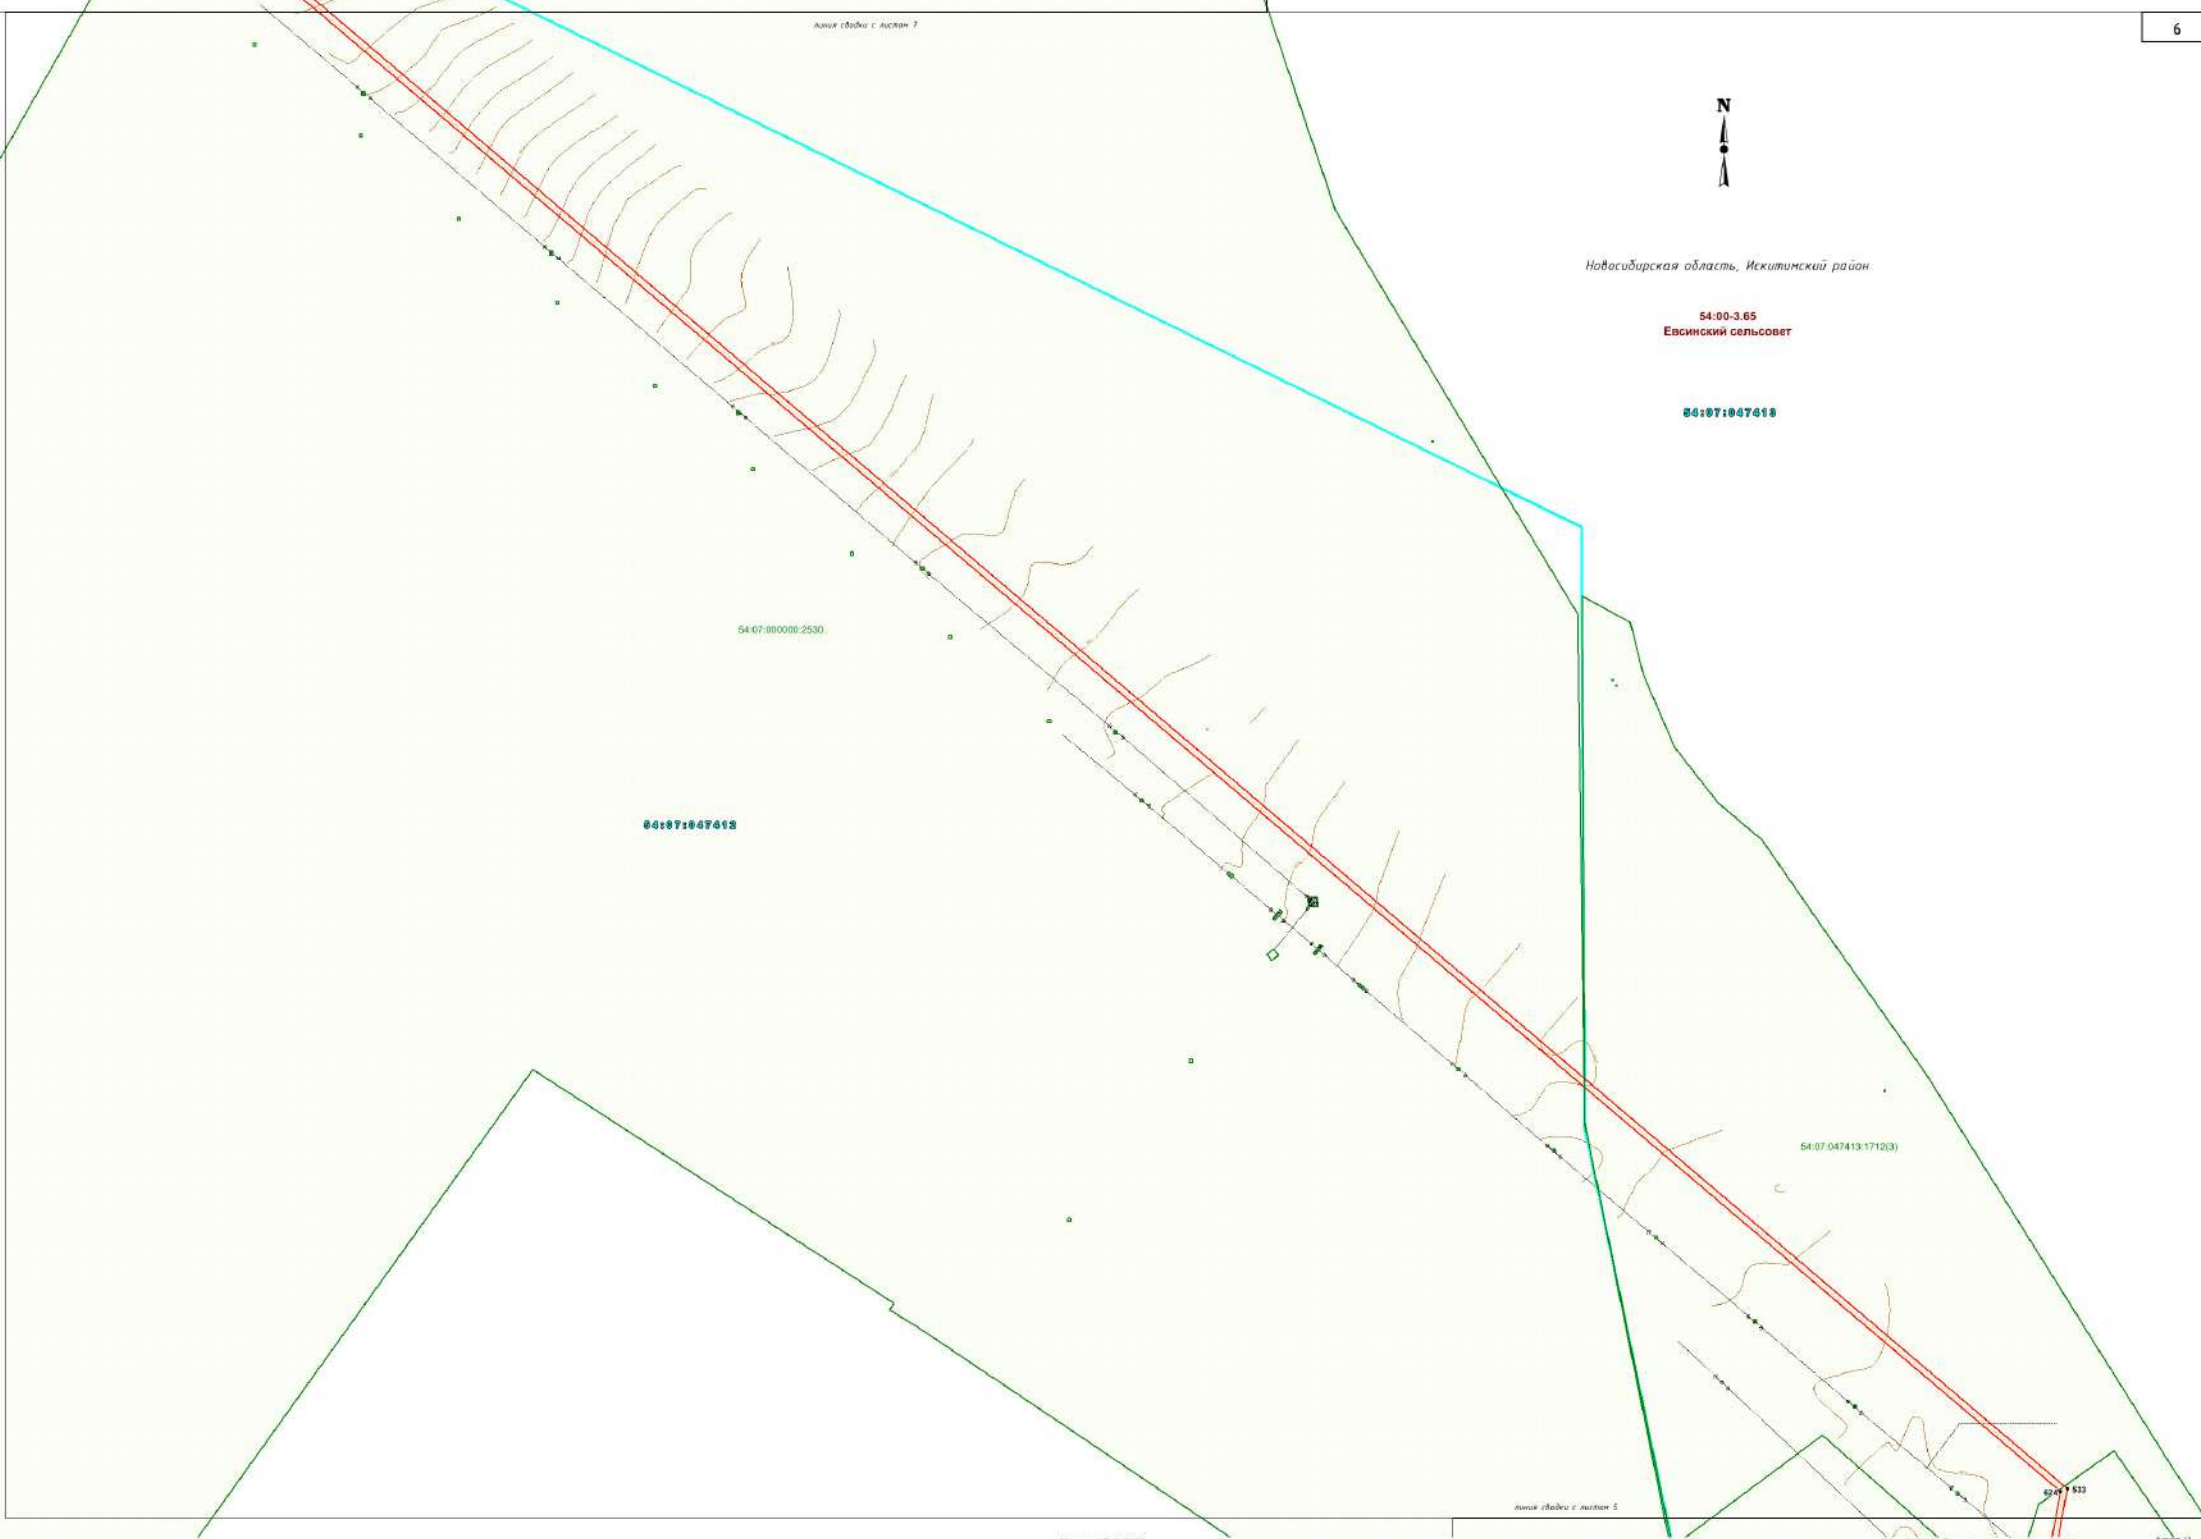 линия сводки с листом 7
6
N
Новосибирская область, Искитимский район
54:00-3.65
Евсинский сельсовет
54:07:047413
54:07:000000:2530
54:07:047412
54:07:047413:1712(3)
624 533
линия сводки с листом 5